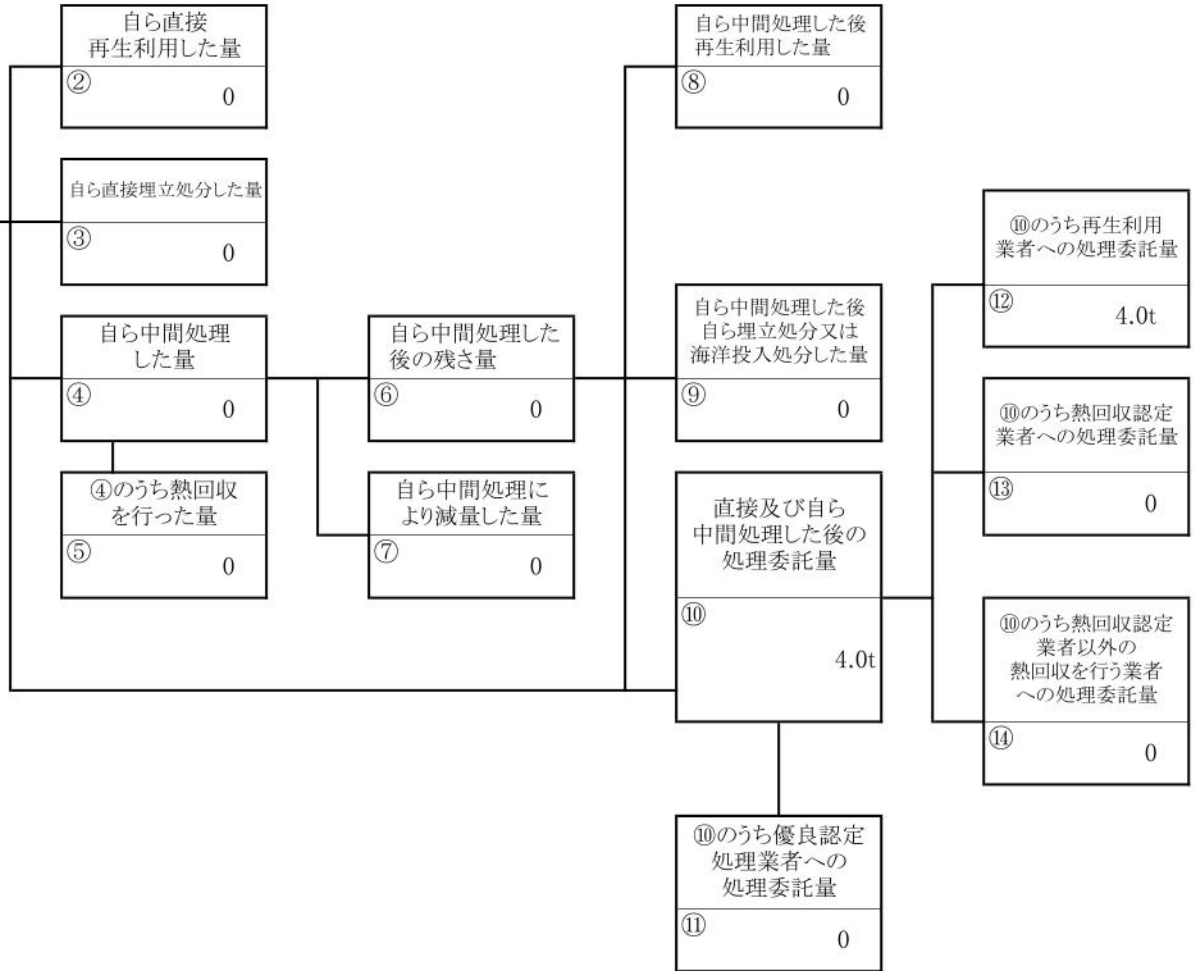 自ら直接
再生利用した量
②
0
自ら直接埋立処分した量
③
0
自ら中間処理
した量
④
0
④のうち熱回収
を行った量
⑤
0
自ら中間処理した
後の残さ量
⑥
0
自ら中間処理に
より減量した量
⑦
0
自ら中間処理した後
再生利用した量
⑧
0
自ら中間処理した後
自ら埋立処分又は
海洋投入処分した量
⑨
0
直接及び自ら
中間処理した後の
処理委託量
⑩
4.0t
⑩のうち優良認定
処理業者への
処理委託量
⑪
0
⑩のうち再生利用
業者への処理委託量
⑫
4.0t
⑩のうち熱回収認定
業者への処理委託量
⑬
0
⑩のうち熱回収認定
業者以外の
熱回収を行う業者
への処理委託量
⑭
0